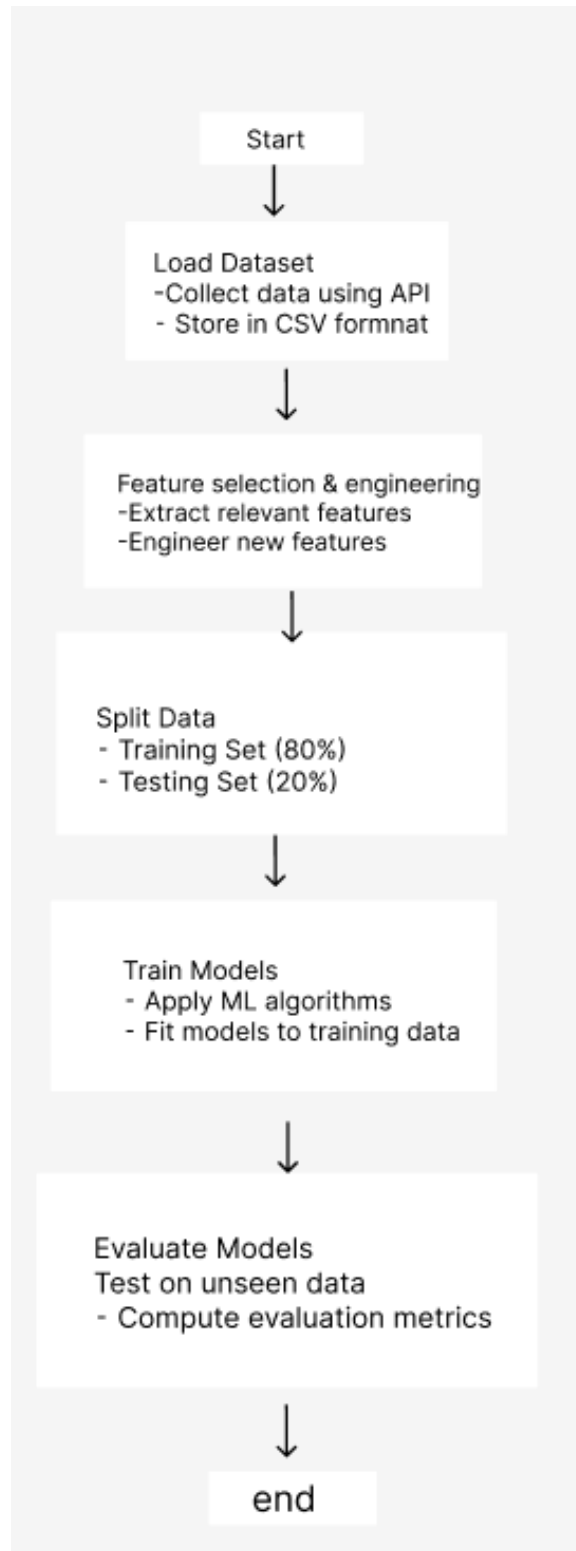 Start
Load Dataset
-Collect data using API
- Store in CSV formnat
Feature selection & engineering
-Extract relevant features
-Engineer new features
Split Data
- Training Set (80%)
- Testing Set (20%)
Train Models
- Apply ML algorithms
- Fit models to training data
Evaluate Models
Test on unseen data
- Compute evaluation metrics
end